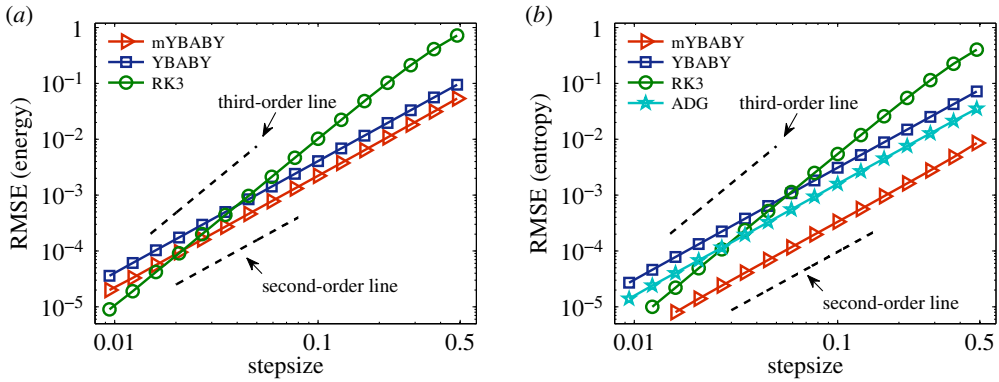 (a)
1
10⁻¹
10⁻²
10⁻³
10⁻⁴
10⁻⁵
RMSE (energy)
mYBABY
YBABY
RK3
third-order line
second-order line
0.01
0.1
0.5
stepsize
(b)
1
10⁻¹
10⁻²
10⁻³
10⁻⁴
10⁻⁵
RMSE (entropy)
mYBABY
YBABY
RK3
ADG
third-order line
second-order line
0.01
0.1
0.5
stepsize